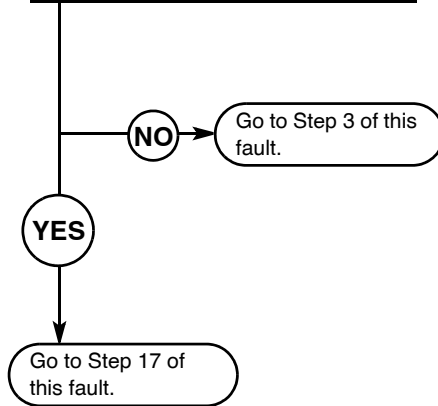 NO
Go to Step 3 of this
fault.
YES
Go to Step 17 of
this fault.